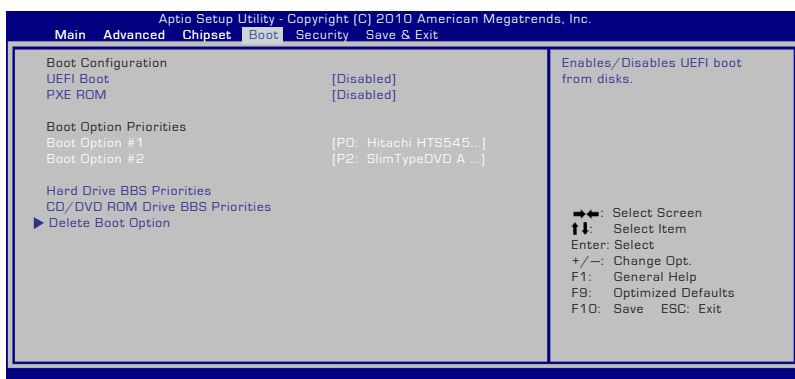 Aptio Setup Utility - Copyright (C) 2010 American Megatrends, Inc.
Main Advanced Chipset Boot Security Save & Exit
Boot Configuration
UEFI Boot [Disabled]
PXE ROM [Disabled]
Boot Option Priorities
Boot Option #1 [P0: Hitachi HTS545...]
Boot Option #2 [P2: SlimTypeDVD A ...]
Hard Drive BBS Priorities
CD/DVD ROM Drive BBS Priorities
▶ Delete Boot Option
Enables/Disables UEFI boot
from disks.
→←: Select Screen
↑↓: Select Item
Enter: Select
+/—: Change Opt.
F1: General Help
F9: Optimized Defaults
F10: Save ESC: Exit